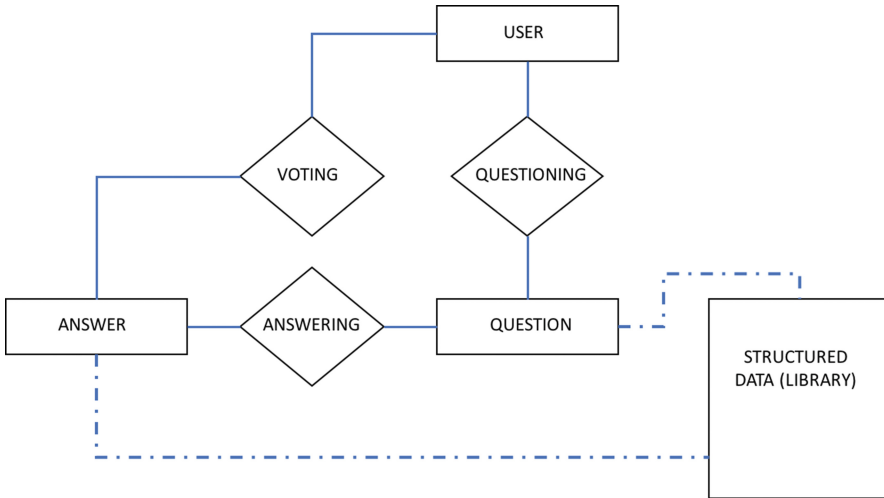 USER
VOTING
QUESTIONING
ANSWER
ANSWERING
QUESTION
STRUCTURED
DATA (LIBRARY)